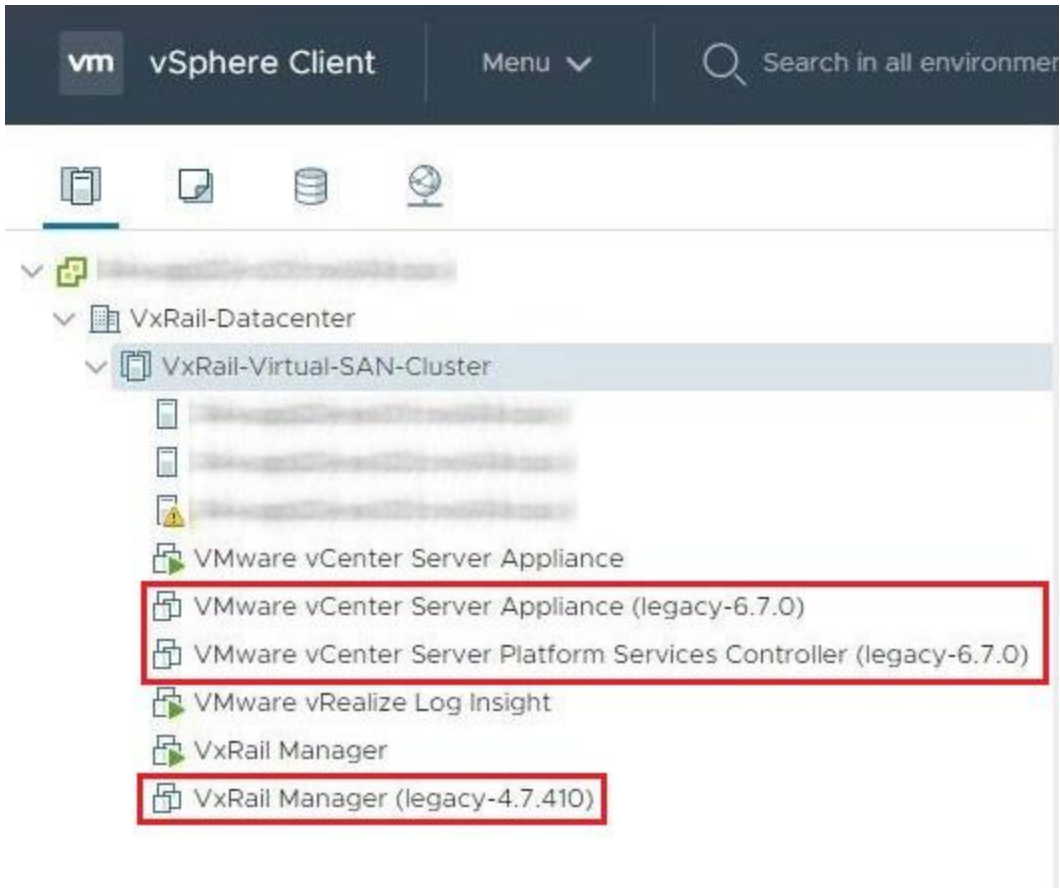 vm vSphere Client Menu Search in all environmen
VxRail-Datacenter
VxRail-Virtual-SAN-Cluster
VMware vCenter Server Appliance
VMware vCenter Server Appliance (legacy-6.7.0)
VMware vCenter Server Platform Services Controller (legacy-6.7.0)
VMware vRealize Log Insight
VxRail Manager
VxRail Manager (legacy-4.7.410)